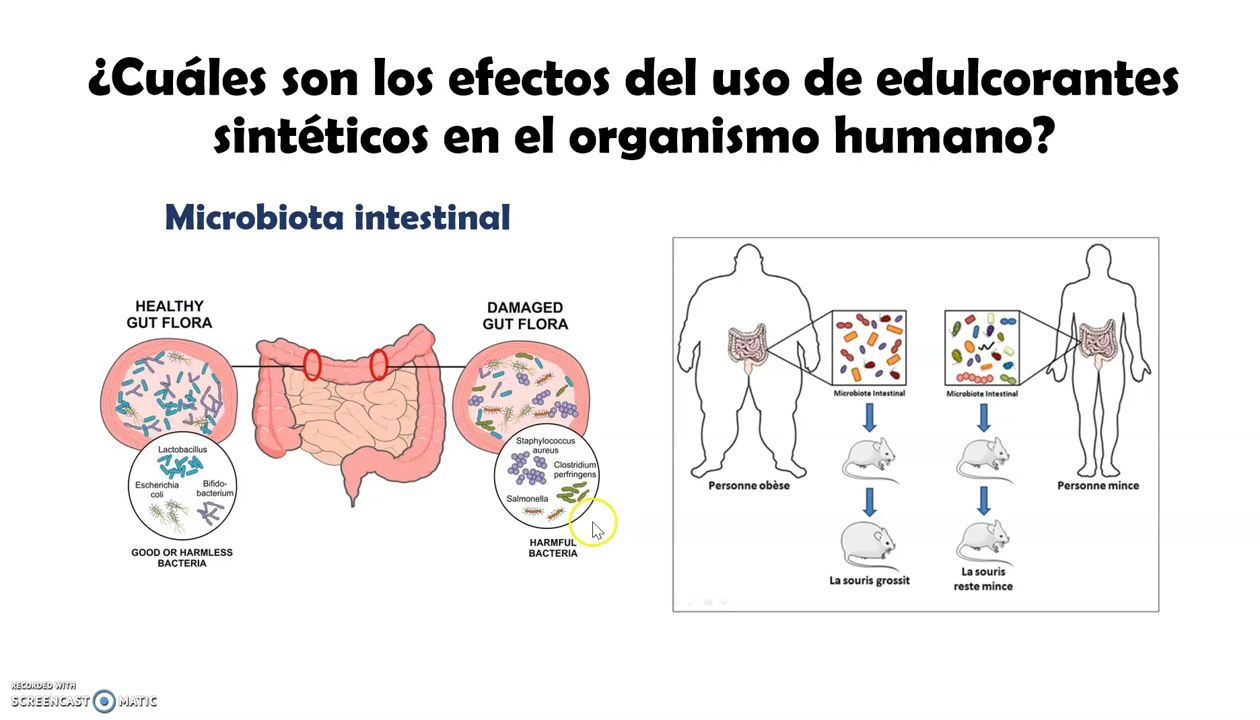 ¿Cuáles son los efectos del uso de edulcorantes
sintéticos en el organismo humano?
Microbiota intestinal
HEALTHY
GUT FLORA
DAMAGED
GUT FLORA
Lactobacillus
Escherichia
coli
Bifido-
bacterium
GOOD OR HARMLESS
BACTERIA
Staphylococcus
aureus
Clostridium
perfringens
Salmonella
HARMFUL
BACTERIA
Microbiote Intestinal
Microbiote Intestinal
Personne obèse
Personne mince
La souris grossit
La souris
reste mince
RECORDED WITH
SCREENCAST MATIC